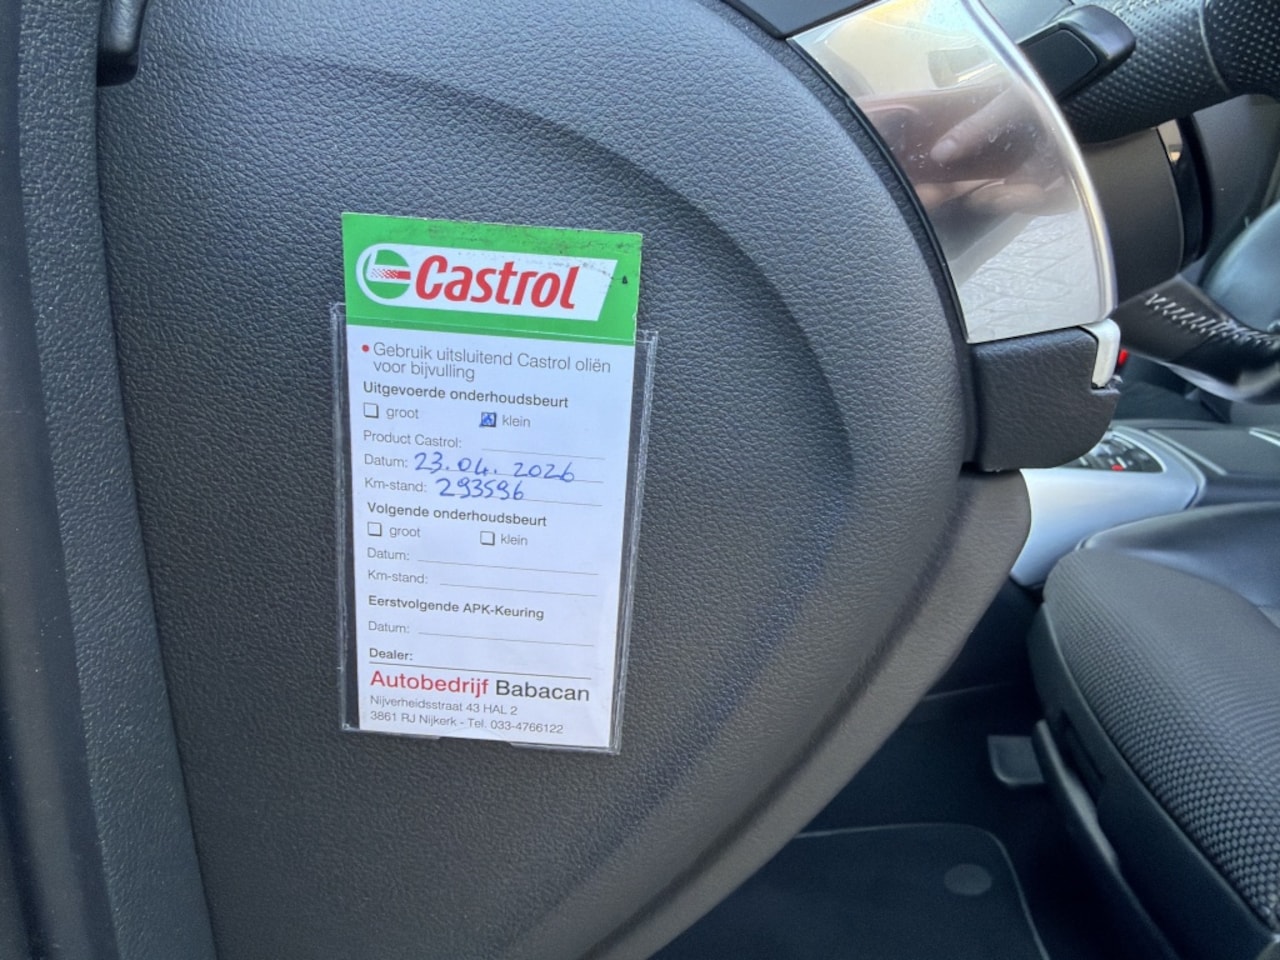 Castrol
• Gebruik uitsluitend Castrol oliën
voor bijvulling
Uitgevoerde onderhoudsbeurt
groot klein
Product Castrol:
Datum: 23.04.2026
Km-stand: 293596
Volgende onderhoudsbeurt
groot klein
Datum:
Km-stand:
Eerstvolgende APK-Keuring
Datum:
Dealer:
Autobedrijf Babacan
Nijverheidsstraat 43 HAL 2
3861 RJ Nijkerk - Tel. 033-4766122